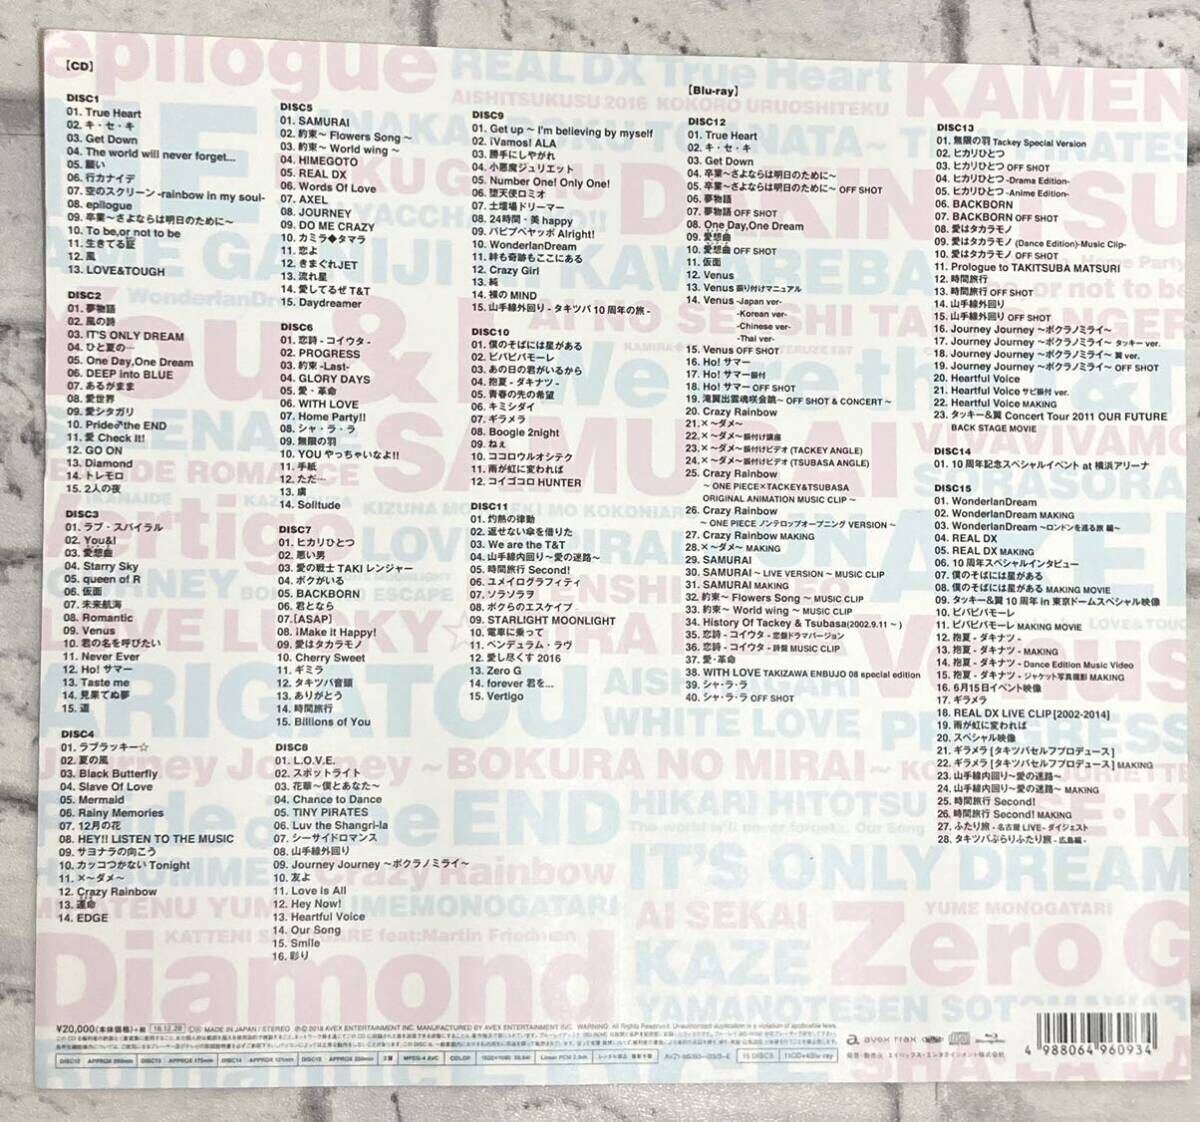 【CD】
DISC1
01. True Heart
02. キ・セ・キ
03. Get Down
04. The world will never forget...
05.願い
06. 行カナイデ
07. 空のスクリーン -rainbow in my soul-
08. epilogue
09. 卒業～さよならは明日のために～
10. To be,or not to be
11. 生きてる証
12. 風
13. LOVE&TOUGH
DISC2
01. 夢物語
02. 風の詩
03. IT'S ONLY DREAM
04. ひと夏の…
05. One Day,One Dream
06. DEEP into BLUE
07. あるがまま
08. 愛世界
09. 愛シタガリ
10. Pride♂the END
11. 愛 Check It!
12. GO ON
13. Diamond
14. トレモロ
15. 2人の夜
DISC3
01. ラブ・スパイラル
02. You&I
03. 愛想曲
04. Starry Sky
05. queen of R
06. 仮面
07. 未来航海
08. Romantic
09. Venus
10. 君の名を呼びたい
11. Never Ever
12. Ho! サマー
13. Taste me
14. 見果てぬ夢
15. 道
DISC4
01. ラブラッキー☆
02. 夏の風
03. Black Butterfly
04. Slave Of Love
05. Mermaid
06. Rainy Memories
07. 12月の花
08. HEY!! LISTEN TO THE MUSIC
09. サヨナラの向こう
10. カッコつかない Tonight
11. ×～ダメ～
12. Crazy Rainbow
13. 運命
14. EDGE
DISC5
01. SAMURAI
02. 約束～ Flowers Song ～
03. 約束～ World wing ～
04. HIMEGOTO
05. REAL DX
06. Words Of Love
07. AXEL
08. JOURNEY
09. DO ME CRAZY
10. カミラ◆タマラ
11. 恋よ
12. きまぐれJET
13. 流れ星
14. 愛してるぜ T&T
15. Daydreamer
DISC6
01. 恋詩 - コイウタ -
02. PROGRESS
03. 約束 -Last-
04. GLORY DAYS
05. 愛・革命
06. WITH LOVE
07. Home Party!!
08. シャ・ラ・ラ
09. 無限の羽
10. YOU やっちゃいなよ!!
11. 手紙
12. ただ…
13. 虜
14. Solitude
DISC7
01. ヒカリひとつ
02. 悪い男
03. 愛の戦士 TAKI レンジャー
04. ボクがいる
05. BACKBORN
06. 君となら
07. [ASAP]
08. ¡Make it Happy!
09. 愛はタカラモノ
10. Cherry Sweet
11. ギミラ
12. タキツバ音頭
13. ありがとう
14. 時間旅行
15. Billions of You
DISC8
01. L.O.V.E.
02. スポットライト
03. 花華～僕とあなた～
04. Chance to Dance
05. TINY PIRATES
06. Luv the Shangri-la
07. シーサイドロマンス
08. 山手線外回り
09. Journey Journey ～ボクラノミライ～
10. 友よ
11. Love is All
12. Hey Now!
13. Heartful Voice
14. Our Song
15. Smile
16. 彩り
DISC9
01. Get up ～ I'm believing by myself
02. ¡Vamos! ALA
03. 勝手にしやがれ
04. 小悪魔ジュリエット
05. Number One! Only One!
06. 堕天使ロミオ
07. 土壇場ドリーマー
08. 24時間・美 happy
09. バビブベヤッボ Alright!
10. WonderlanDream
11. 絆も奇跡もここにある
12. Crazy Girl
13. 純
14. 裸の MIND
15. 山手線外回り - タキツバ 10 周年の旅 -
DISC10
01. 僕のそばには星がある
02. ビバビバモーレ
03. あの日の君がいるから
04. 抱夏 - ダキナツ -
05. 青春の先の希望
06. キミシダイ
07. ギラメラ
08. Boogie 2night
09. ねぇ
10. ココロウルオシテク
11. 雨が虹に変われば
12. コイゴコロ HUNTER
DISC11
01. 灼熱の律動
02. 返せない傘を借りた
03. We are the T&T
04. 山手線内回り～愛の迷路～
05. 時間旅行 Second!
06. ユメイログラフィティ
07. ソラソラヲ
08. ボクらのエスケイプ
09. STARLIGHT MOONLIGHT
10. 電車に乗って
11. ペンデュラム・ラヴ
12. 愛し尽くす 2016
13. Zero G
14. forever 君を…
15. Vertigo
【Blu-ray】
DISC12
01. True Heart
02. キ・セ・キ
03. Get Down
04. 卒業～さよならは明日のために～
05. 卒業～さよならは明日のために～ OFF SHOT
06. 夢物語
07. 夢物語 OFF SHOT
08. One Day,One Dream
09. 愛想曲
10. 愛想曲 OFF SHOT
11. 仮面
12. Venus
13. Venus 振り付けマニュアル
14. Venus -Japan ver-
-Korean ver-
-Chinese ver-
-Thai ver-
15. Venus OFF SHOT
16. Ho! サマー
17. Ho! サマー 振付
18. Ho! サマー OFF SHOT
19. 滝翼出雲魂咲会譜～ OFF SHOT & CONCERT ～
20. Crazy Rainbow
21. ×～ダメ～
22. ×～ダメ～ 振付け講座
23. ×～ダメ～ 振付けビデオ (TACKEY ANGLE)
24. ×～ダメ～ 振付けビデオ (TSUBASA ANGLE)
25. Crazy Rainbow
～ ONE PIECE×TACKEY&TSUBASA
ORIGINAL ANIMATION MUSIC CLIP ～
26. Crazy Rainbow
～ ONE PIECE ノンテロップオープニング VERSION ～
27. Crazy Rainbow MAKING
28. ×～ダメ～ MAKING
29. SAMURAI
30. SAMURAI ～ LIVE VERSION ～ MUSIC CLIP
31. SAMURAI MAKING
32. 約束～ Flowers Song ～ MUSIC CLIP
33. 約束～ World wing ～ MUSIC CLIP
34. History Of Tackey & Tsubasa(2002.9.11 ~ )
35. 恋詩 - コイウタ - 恋盤ドラマバージョン
36. 恋詩 - コイウタ - 詩盤 MUSIC CLIP
37. 愛・革命
38. WITH LOVE TAKIZAWA ENBUJO 08 special edition
39. シャ・ラ・ラ
40. シャ・ラ・ラ OFF SHOT
DISC13
01. 無限の羽 Tackey Special Version
02. ヒカリひとつ
03. ヒカリひとつ OFF SHOT
04. ヒカリひとつ -Drama Edition-
05. ヒカリひとつ -Anime Edition-
06. BACKBORN
07. BACKBORN OFF SHOT
08. 愛はタカラモノ
09. 愛はタカラモノ (Dance Edition)-Music Clip-
10. 愛はタカラモノ OFF SHOT
11. Prologue to TAKITSUBA MATSURI
12. 時間旅行
13. 時間旅行 OFF SHOT
14. 山手線外回り
15. 山手線外回り OFF SHOT
16. Journey Journey ～ボクラノミライ～
17. Journey Journey ～ボクラノミライ～ タッキー ver.
18. Journey Journey ～ボクラノミライ～ 翼 ver.
19. Journey Journey ～ボクラノミライ～ OFF SHOT
20. Heartful Voice
21. Heartful Voice サビ振付 ver.
22. Heartful Voice MAKING
23. タッキー＆翼 Concert Tour 2011 OUR FUTURE
BACK STAGE MOVIE
DISC14
01. 10 周年記念スペシャルイベント at 横浜アリーナ
DISC15
01. WonderlanDream
02. WonderlanDream MAKING
03. WonderlanDream ～ロンドンを巡る旅 編～
04. REAL DX
05. REAL DX MAKING
06. 10 周年スペシャルインタビュー
07. 僕のそばには星がある
08. 僕のそばには星がある MAKING MOVIE
09. タッキー＆翼 10 周年 in 東京ドームスペシャル映像
10. ビバビバモーレ
11. ビバビバモーレ MAKING MOVIE
12. 抱夏 - ダキナツ -
13. 抱夏 - ダキナツ - MAKING
14. 抱夏 - ダキナツ - Dance Edition Music Video
15. 抱夏 - ダキナツ - ジャケット写真撮影 MAKING
16. 6月15日イベント映像
17. ギラメラ
18. REAL DX LIVE CLIP [2002-2014]
19. 雨が虹に変われば
20. スペシャル映像
21. ギラメラ [タキツバセルフプロデュース]
22. ギラメラ [タキツバセルフプロデュース] MAKING
23. 山手線内回り～愛の迷路～
24. 山手線内回り～愛の迷路～ MAKING
25. 時間旅行 Second!
26. 時間旅行 Second! MAKING
27. ふたり旅 - 名古屋 LIVE - ダイジェスト
28. タキツバぶらりふたり旅 - 広島編 -
¥20,000(本体価格)+税 18.12.28 MADE IN JAPAN / STEREO ℗© 2018 AVEX ENTERTAINMENT INC. MANUFACTURED BY AVEX ENTERTAINMENT INC. WARNING: All Rights Reserved. Unauthorized duplication is a violation of applicable laws.
avex trax
発売・販売元 エイベックス・エンタテインメント株式会社
4 988064 960934
15 DISCS 11CD+4Blu-ray